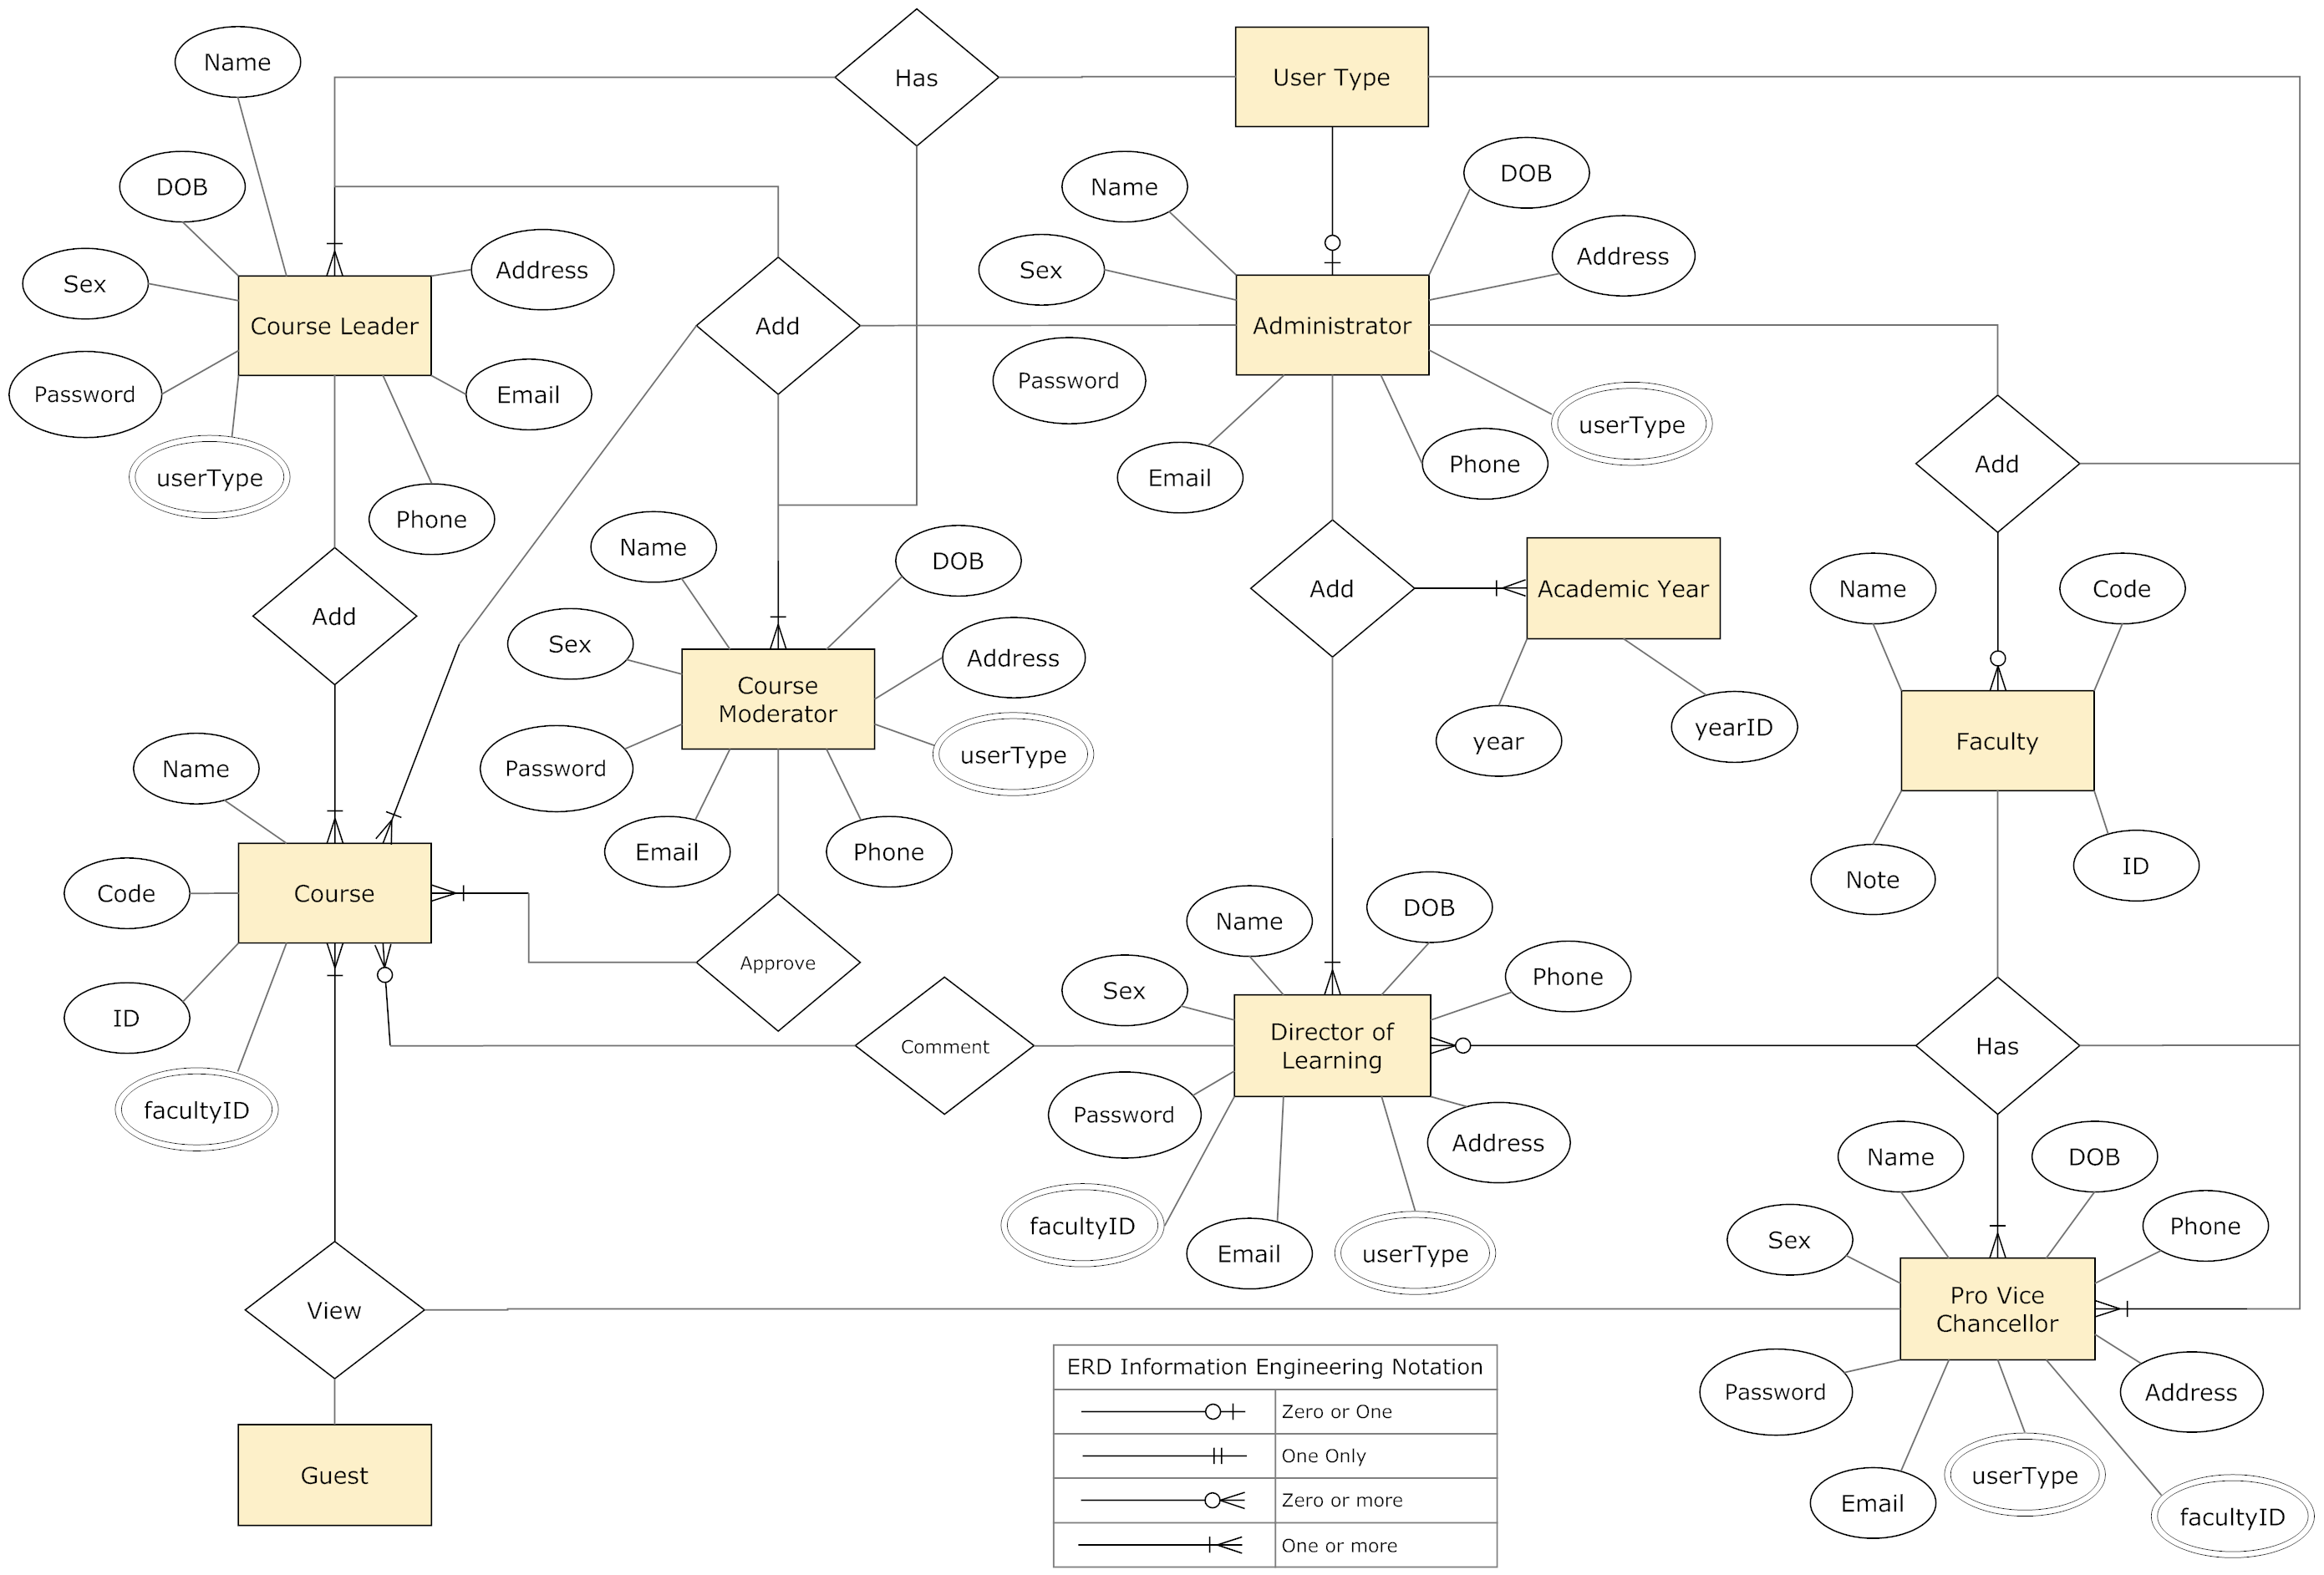 Name
Has
User Type
DOB
Name
DOB
Sex
Address
Sex
Address
Course Leader
Add
Administrator
Password
Email
Password
userType
userType
Phone
Email
Phone
Add
Name
DOB
Add
Academic Year
Name
Code
Add
Sex
Address
Course
Moderator
year
yearID
Faculty
Name
Password
userType
Email
Phone
Note
ID
Code
Course
Approve
Name
DOB
Phone
Sex
ID
Comment
Director of
Learning
Has
facultyID
Password
Address
Name
DOB
facultyID
Email
userType
Sex
Phone
View
Pro Vice
Chancellor
ERD Information Engineering Notation
Zero or One
One Only
Zero or more
One or more
Password
Address
Guest
Email
userType
facultyID